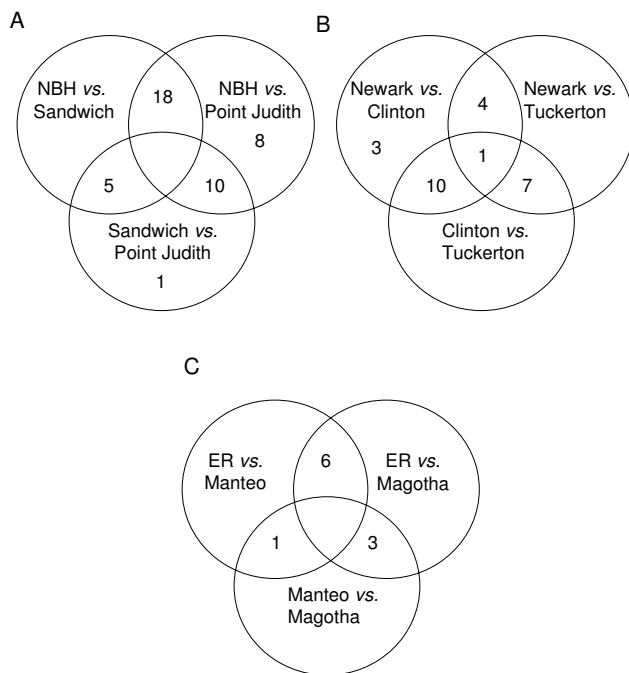 A
B
NBH vs.
Sandwich
18
NBH vs.
Point Judith
8
5
10
Sandwich vs.
Point Judith
1
Newark vs.
Clinton
3
4
Newark vs.
Tuckerton
1
10
7
Clinton vs.
Tuckerton
C
ER vs.
Manteo
6
ER vs.
Magotha
1
3
Manteo vs.
Magotha